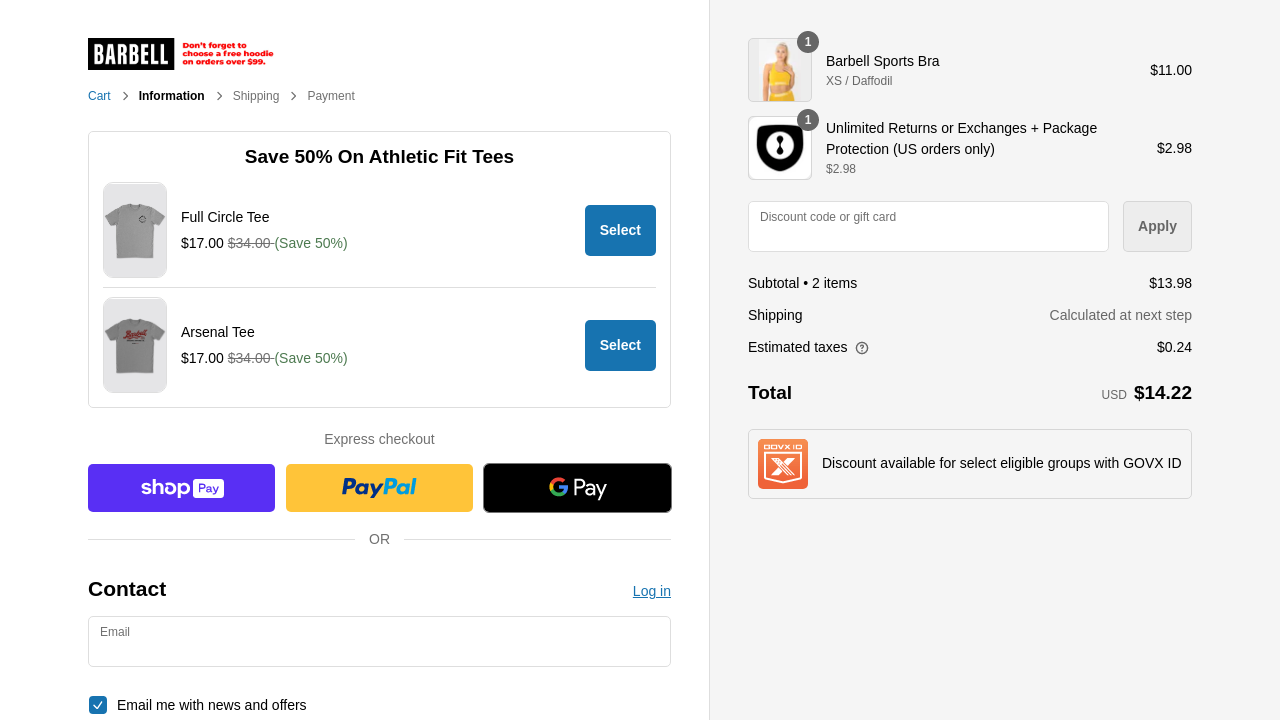 BARBELL
Don't forget to
choose a free hoodie
on orders over $99.
Cart
Information
Shipping
Payment
Save 50% On Athletic Fit Tees
Full Circle Tee
$17.00 $34.00 (Save 50%)
Select
Arsenal Tee
$17.00 $34.00 (Save 50%)
Select
Express checkout
shop Pay
PayPal
G Pay
OR
Contact
Log in
Email
Email me with news and offers
1
Barbell Sports Bra
XS / Daffodil
$11.00
1
Unlimited Returns or Exchanges + Package
Protection (US orders only)
$2.98
$2.98
Discount code or gift card
Apply
Subtotal • 2 items
$13.98
Shipping
Calculated at next step
Estimated taxes
$0.24
Total
USD $14.22
GOVX ID
Discount available for select eligible groups with GOVX ID